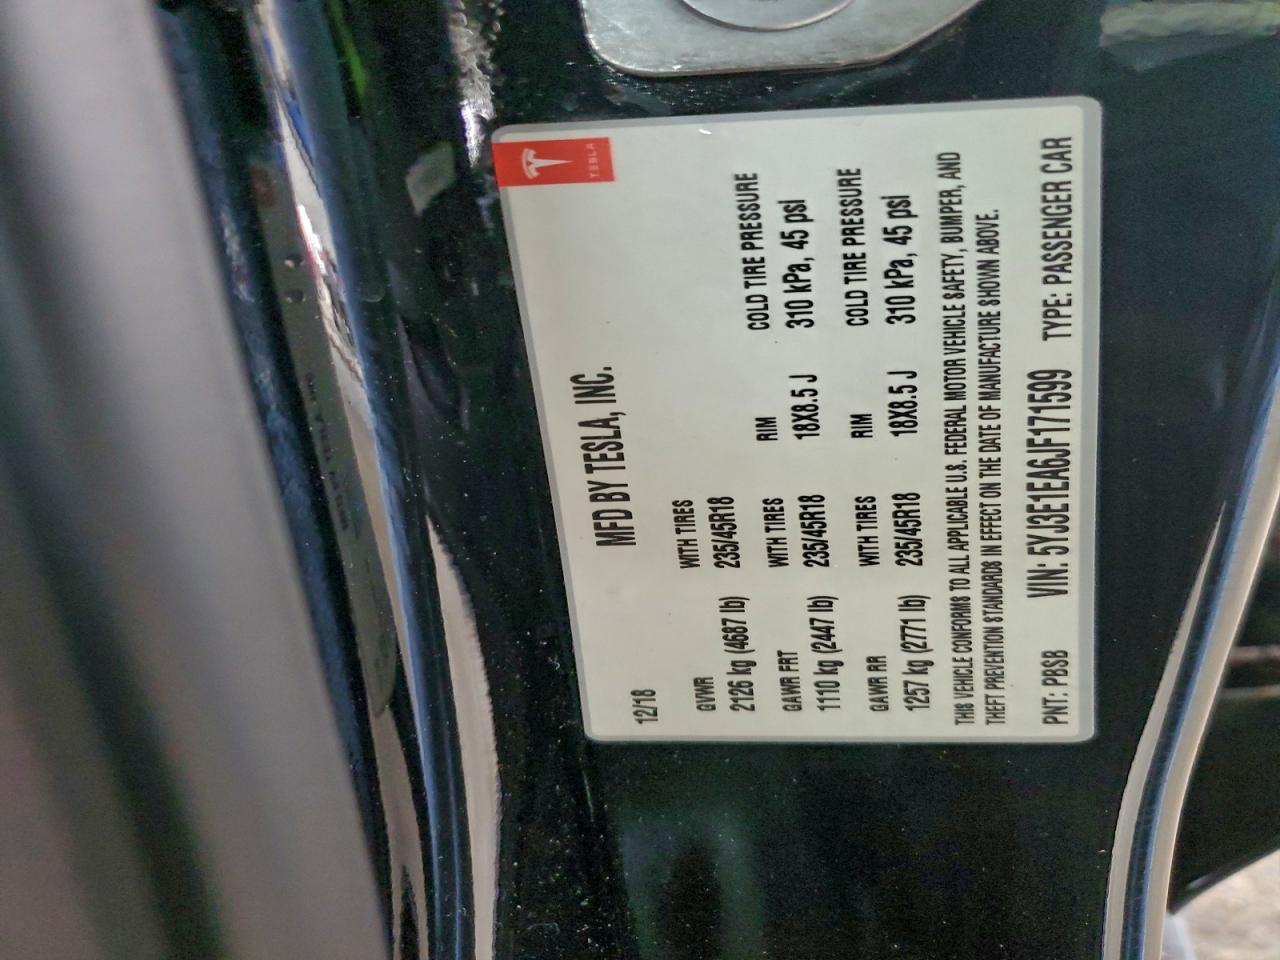 TESLA
MFD BY TESLA, INC.
12/18
GVWR WITH TIRES
2126 kg (4687 lb) 235/45R18
GAWR FRT WITH TIRES RIM COLD TIRE PRESSURE
1110 kg (2447 lb) 235/45R18 18X8.5 J 310 kPa, 45 psi
GAWR RR WITH TIRES RIM COLD TIRE PRESSURE
1257 kg (2771 lb) 235/45R18 18X8.5 J 310 kPa, 45 psi
THIS VEHICLE CONFORMS TO ALL APPLICABLE U.S. FEDERAL MOTOR VEHICLE SAFETY, BUMPER, AND
THEFT PREVENTION STANDARDS IN EFFECT ON THE DATE OF MANUFACTURE SHOWN ABOVE.
PNT: PBSB VIN: 5YJ3E1EA6JF171599 TYPE: PASSENGER CAR